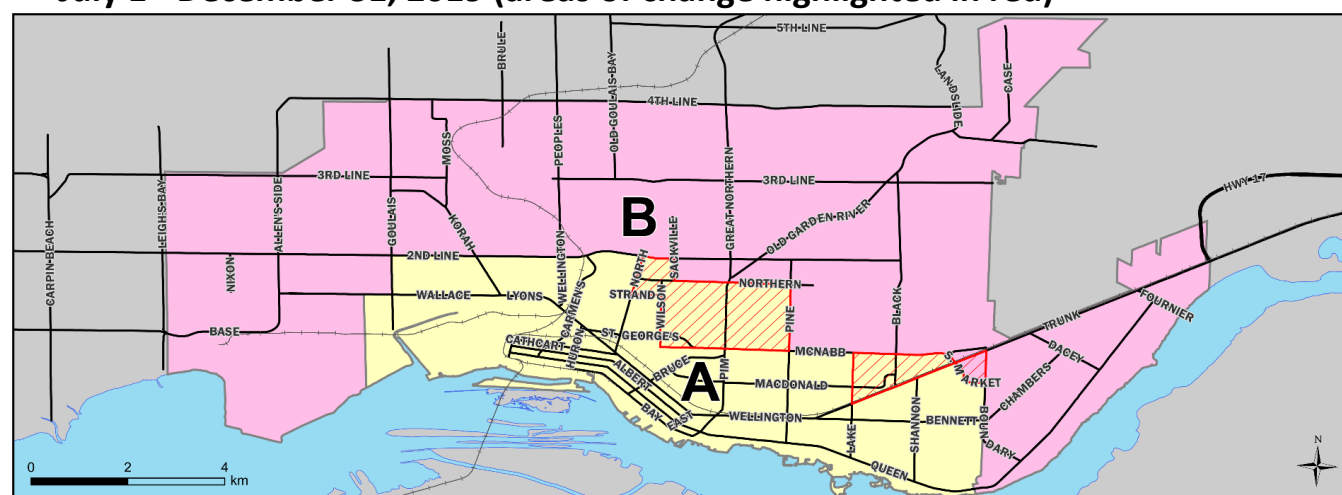 5TH LINE
BRULE
OLD GOULAIS BAY
LANDSLIDE
CASE
4TH LINE
MOSS
PEOPLES
GREAT NORTHERN
3RD LINE
3RD LINE
HWY 17
CARPIN BEACH
LEIGH'S BAY
ALLEN'S SIDE
GOULAIS
KORAH
B
OLD GARDEN RIVER
SACKVILLE
NORTH
2ND LINE
NIXON
WELLINGTON
NORTHERN
WALLACE
LYONS
STRAND
WILSON
CARMEN'S
PINE
BLACK
FOURNIER
TRUNK
BASE
ST. GEORGE'S
HURON
CATHCART
MCNABB
DACEY
ALBERT
BRUCE
PIM
A
MACDONALD
S-MARKET
CHAMBERS
BAY
EAST
WELLINGTON
LAKE
SHANNON
BENNETT
BOUNDARY
QUEEN
N
0 2 4
km